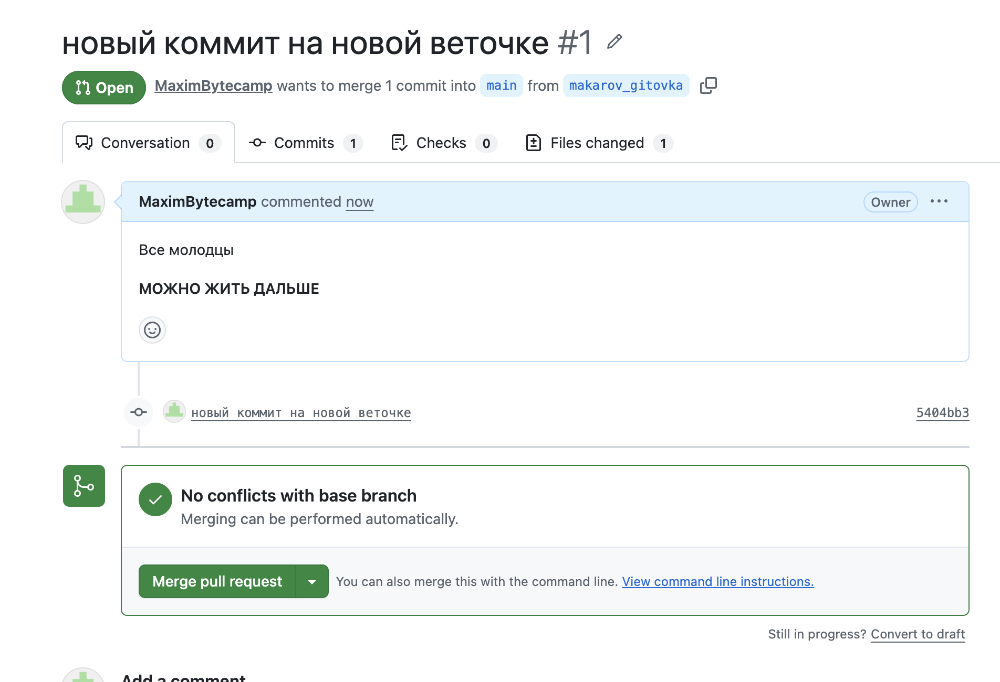 новый коммит на новой веточке #1
Open MaximBytecamp wants to merge 1 commit into main from makarov_gitovka
Conversation 0 Commits 1 Checks 0 Files changed 1
MaximBytecamp commented now Owner
Все молодцы
МОЖНО ЖИТЬ ДАЛЬШЕ
новый коммит на новой веточке 5404bb3
No conflicts with base branch
Merging can be performed automatically.
Merge pull request You can also merge this with the command line. View command line instructions.
Still in progress? Convert to draft
Add a comment